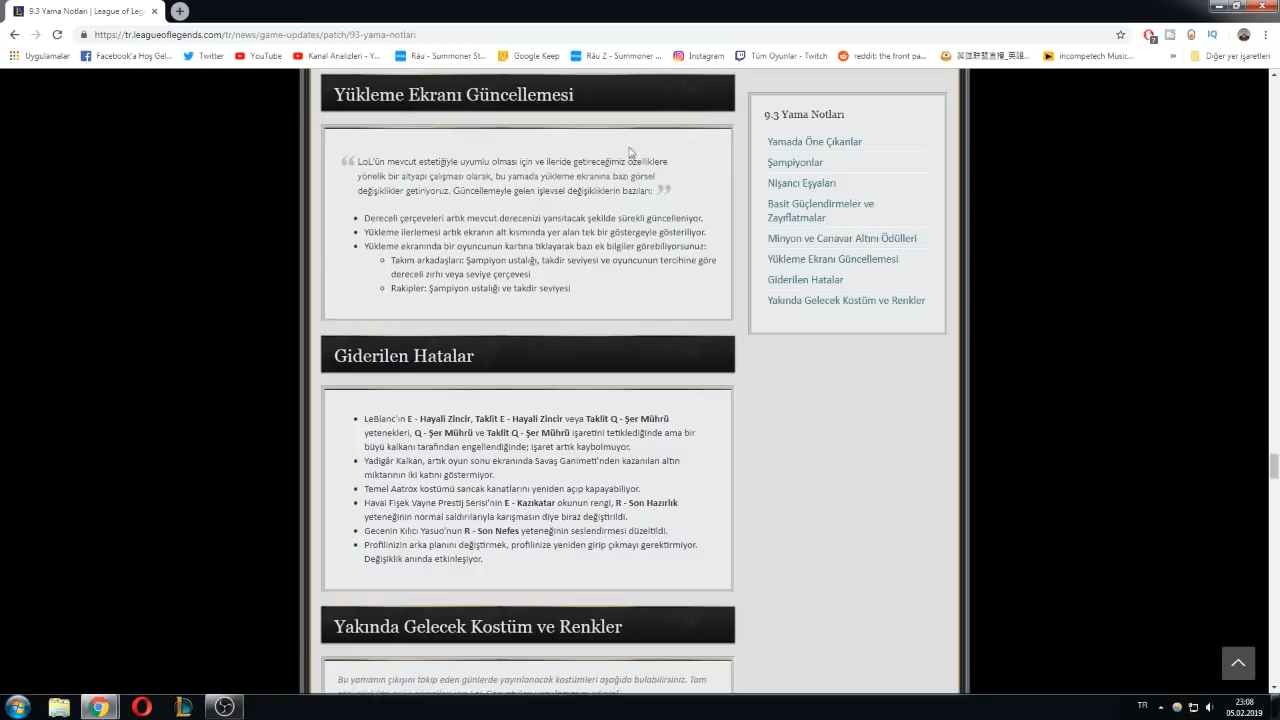 9.3 Yama Notları | League of Leg
https://tr.leagueoflegends.com/tr/news/game-updates/patch/93-yama-notlari
Uygulamalar
Facebook'a Hoş Gel...
Twitter
YouTube
Kanal Analizleri - Y...
Râu - Summoner St...
Google Keep
Râu Z - Summoner ...
Instagram
Tüm Oyunlar - Twitch
reddit: the front pa...
incompetech Music...
Diğer yer işaretleri
Yükleme Ekranı Güncellemesi
LoL'ün mevcut estetiğiyle uyumlu olması için ve ileride getireceğimiz özelliklere
yönelik bir altyapı çalışması olarak, bu yamada yükleme ekranına bazı görsel
değişiklikler getiriyoruz. Güncellemeyle gelen işlevsel değişikliklerin bazıları:
Dereceli çerçeveleri artık mevcut derecenizi yansıtacak şekilde sürekli güncelleniyor.
Yükleme ilerlemesi artık ekranın alt kısmında yer alan tek bir göstergeyle gösteriliyor.
Yükleme ekranında bir oyuncunun kartına tıklayarak bazı ek bilgiler görebiliyorsunuz:
Takım arkadaşları: Şampiyon ustalığı, takdir seviyesi ve oyuncunun tercihine göre
dereceli zırhı veya seviye çerçevesi
Rakipler: Şampiyon ustalığı ve takdir seviyesi
Giderilen Hatalar
LeBlanc'ın E - Hayali Zincir, Taklit E - Hayali Zincir veya Taklit Q - Şer Mührü
yetenekleri, Q - Şer Mührü ve Taklit Q - Şer Mührü işaretini tetiklediğinde ama bir
büyü kalkanı tarafından engellendiğinde; işaret artık kaybolmuyor.
Yadigâr Kalkan, artık oyun sonu ekranında Savaş Ganimeti'nden kazanılan altın
miktarının iki katını göstermiyor.
Temel Aatrox kostümü sancak kanatlarını yeniden açıp kapayabiliyor.
Havai Fişek Vayne Prestij Serisi'nin E - Kazıkatar okunun rengi, R - Son Hazırlık
yeteneğinin normal saldırılarıyla karışmasın diye biraz değiştirildi.
Gecenin Kılıcı Yasuo'nun R - Son Nefes yeteneğinin seslendirmesi düzeltildi.
Profilinizin arka planını değiştirmek, profilinize yeniden girip çıkmayı gerektirmiyor.
Değişiklik anında etkinleşiyor.
Yakında Gelecek Kostüm ve Renkler
Bu yamanın çıkışını takip eden günlerde yayınlanacak kostümleri aşağıda bulabilirsiniz. Tam
9.3 Yama Notları
Yamada Öne Çıkanlar
Şampiyonlar
Nişancı Eşyaları
Basit Güçlendirmeler ve
Zayıflatmalar
Minyon ve Canavar Altını Ödülleri
Yükleme Ekranı Güncellemesi
Giderilen Hatalar
Yakında Gelecek Kostüm ve Renkler
TR
23:08
05.02.2019